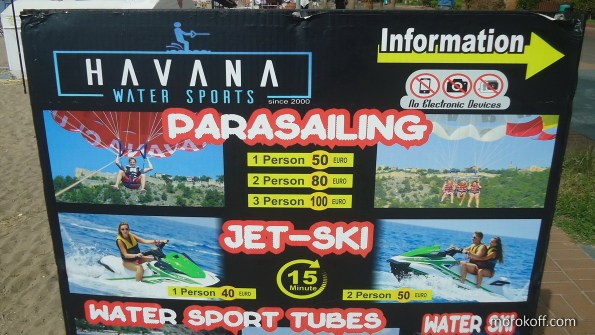 HAVANA
WATER SPORTS
since 2000
Information
No Electronic Devices
PARASAILING
1 Person 50 EURO
2 Person 80 EURO
3 Person 100 EURO
JET-SKI
15
Minute
1 Person 40 EURO
2 Person 50 EURO
WATER SPORT TUBES
WATER SKI
morokoff.com